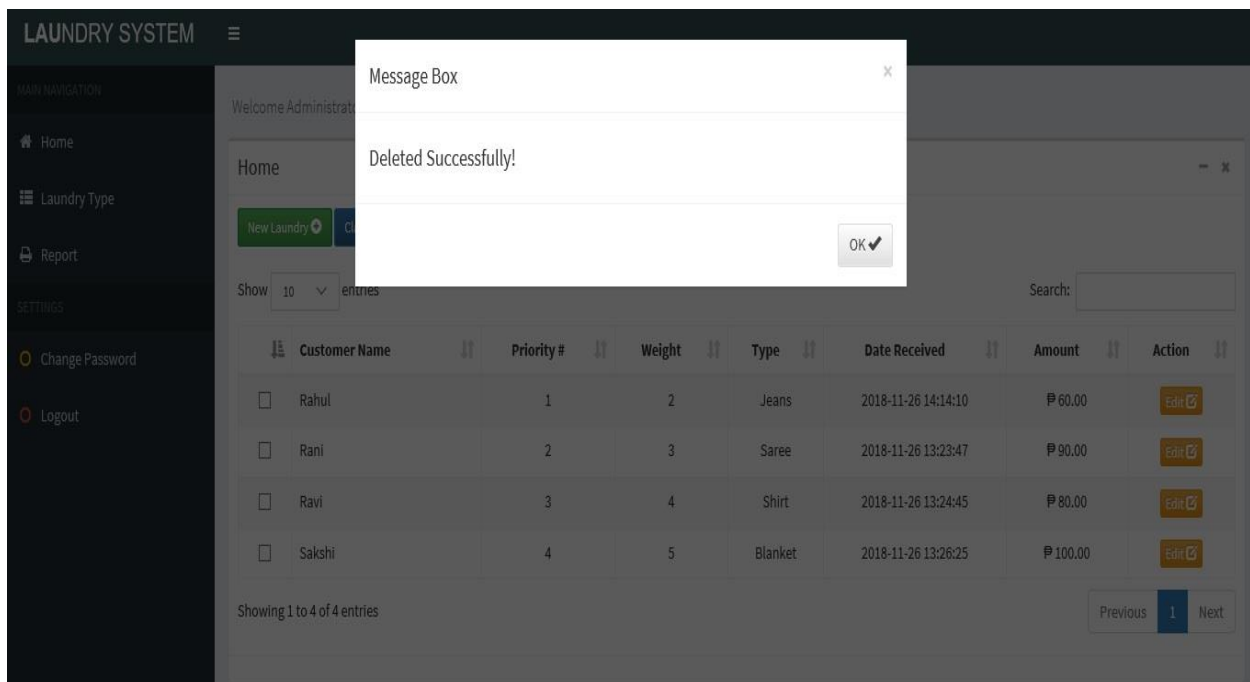 LAUNDRY SYSTEM
Message Box
Deleted Successfully!
OK
MAIN NAVIGATION
Home
Laundry Type
Report
SETTINGS
Change Password
Logout
Welcome Administrato
Home
New Laundry
Show 10 entries
Search:
Customer Name Priority # Weight Type Date Received Amount Action
Rahul 1 2 Jeans 2018-11-26 14:14:10 ₱ 60.00 Edit
Rani 2 3 Saree 2018-11-26 13:23:47 ₱ 90.00 Edit
Ravi 3 4 Shirt 2018-11-26 13:24:45 ₱ 80.00 Edit
Sakshi 4 5 Blanket 2018-11-26 13:26:25 ₱ 100.00 Edit
Showing 1 to 4 of 4 entries
Previous 1 Next